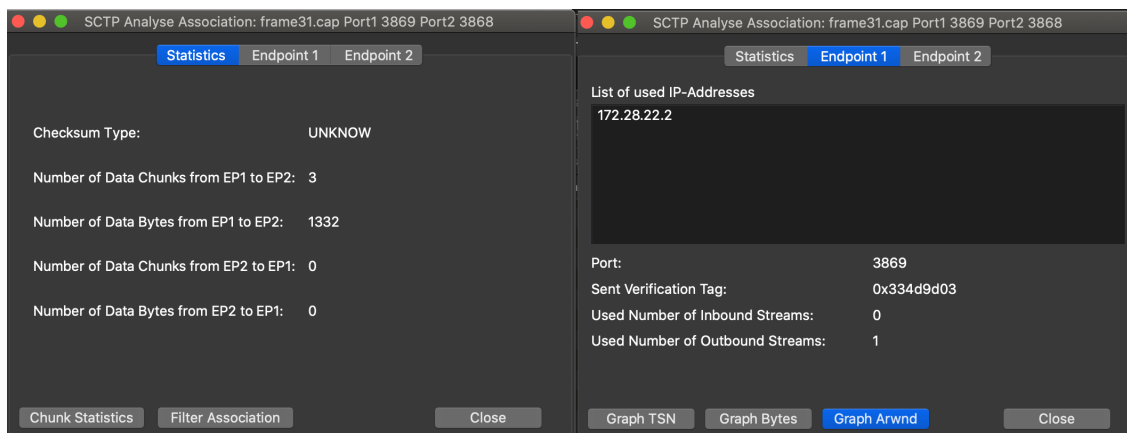 SCTP Analyse Association: frame31.cap Port1 3869 Port2 3868
Statistics Endpoint 1 Endpoint 2
Checksum Type: UNKNOW
Number of Data Chunks from EP1 to EP2: 3
Number of Data Bytes from EP1 to EP2: 1332
Number of Data Chunks from EP2 to EP1: 0
Number of Data Bytes from EP2 to EP1: 0
Chunk Statistics Filter Association Close
SCTP Analyse Association: frame31.cap Port1 3869 Port2 3868
Statistics Endpoint 1 Endpoint 2
List of used IP-Addresses
172.28.22.2
Port: 3869
Sent Verification Tag: 0x334d9d03
Used Number of Inbound Streams: 0
Used Number of Outbound Streams: 1
Graph TSN Graph Bytes Graph Arwnd Close